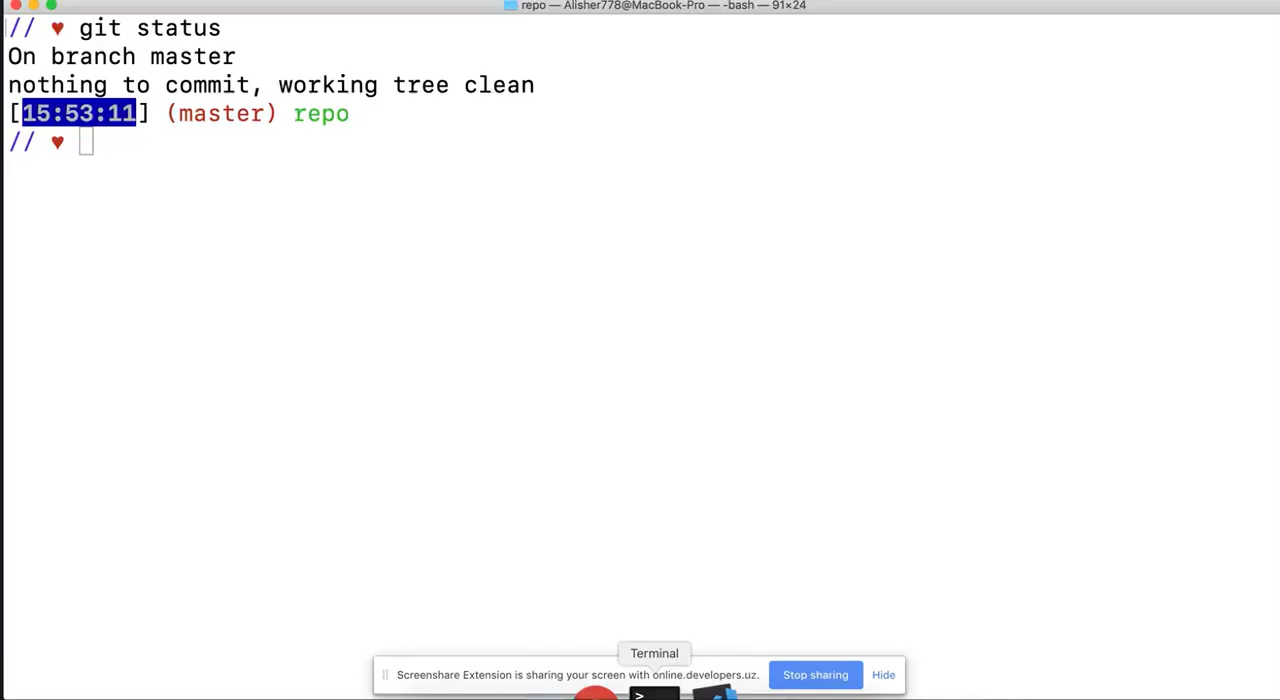 repo — Alisher778@MacBook-Pro — -bash — 91×24
// ♥ git status
On branch master
nothing to commit, working tree clean
[15:53:11] (master) repo
// ♥
Terminal
Screenshare Extension is sharing your screen with online.developers.uz.
Stop sharing
Hide
>